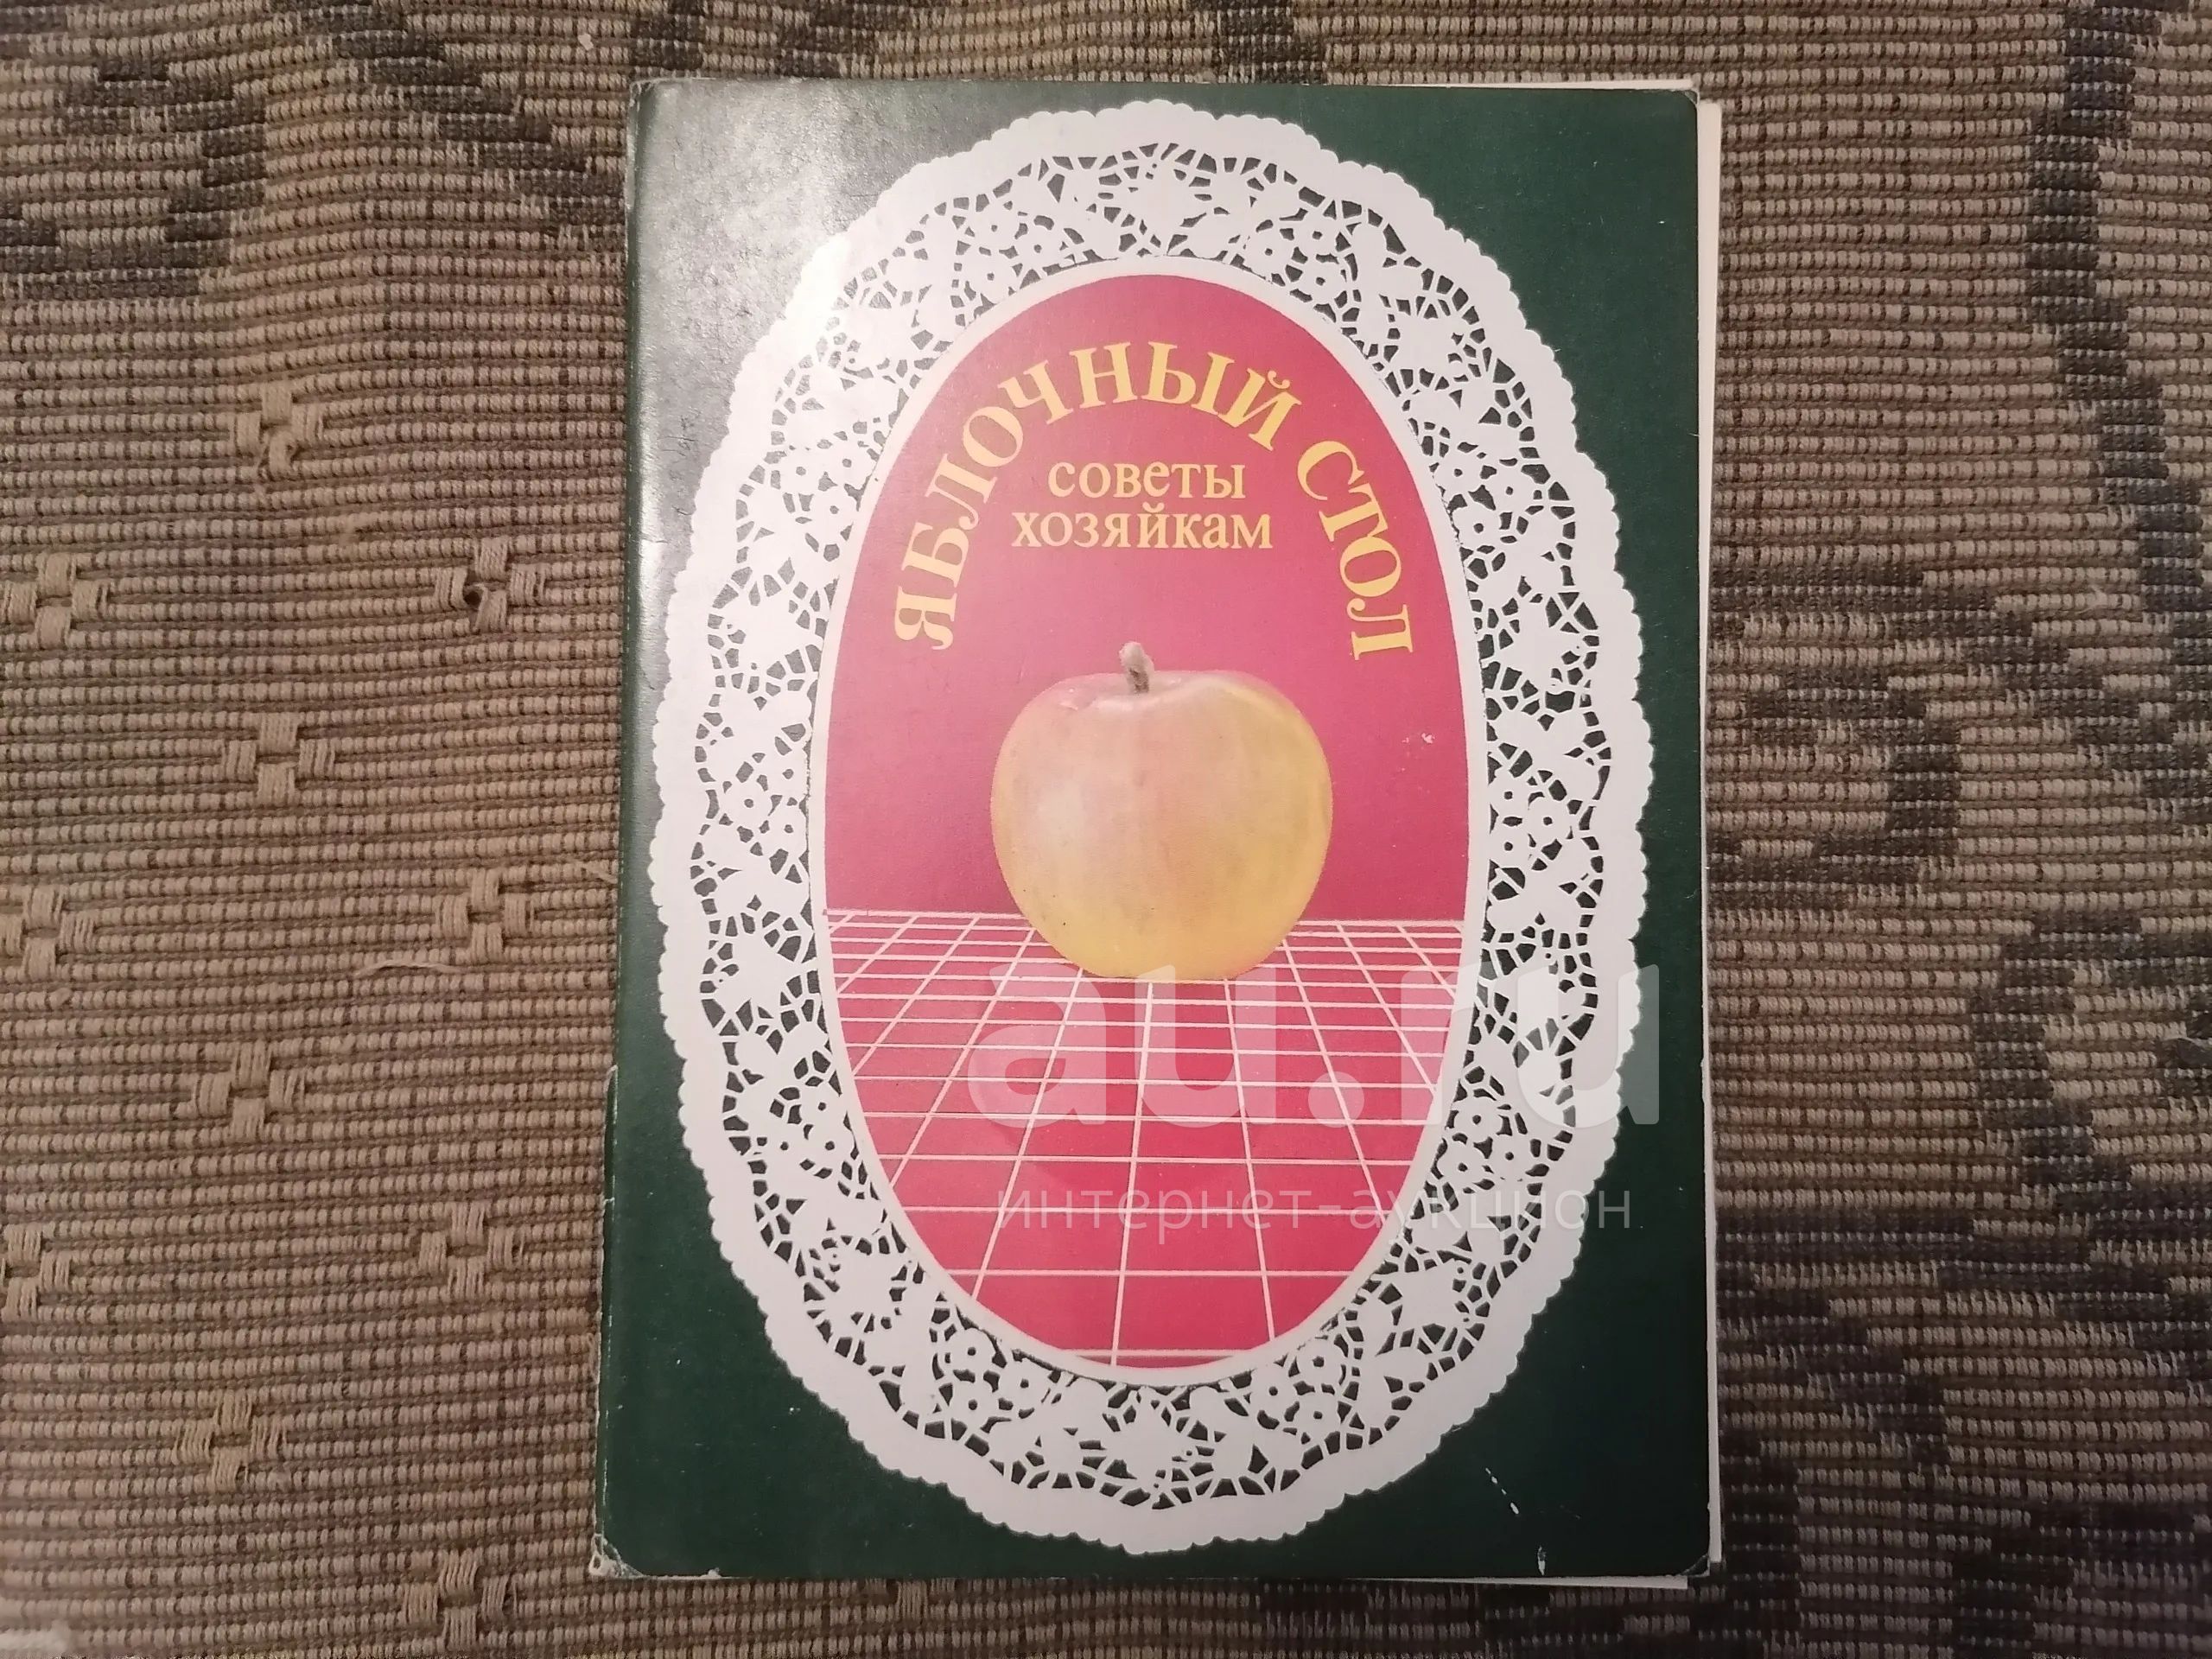 ЯБЛОЧНЫЙ СТОЛ
советы
хозяйкам
au.ru
интернет-аукцион